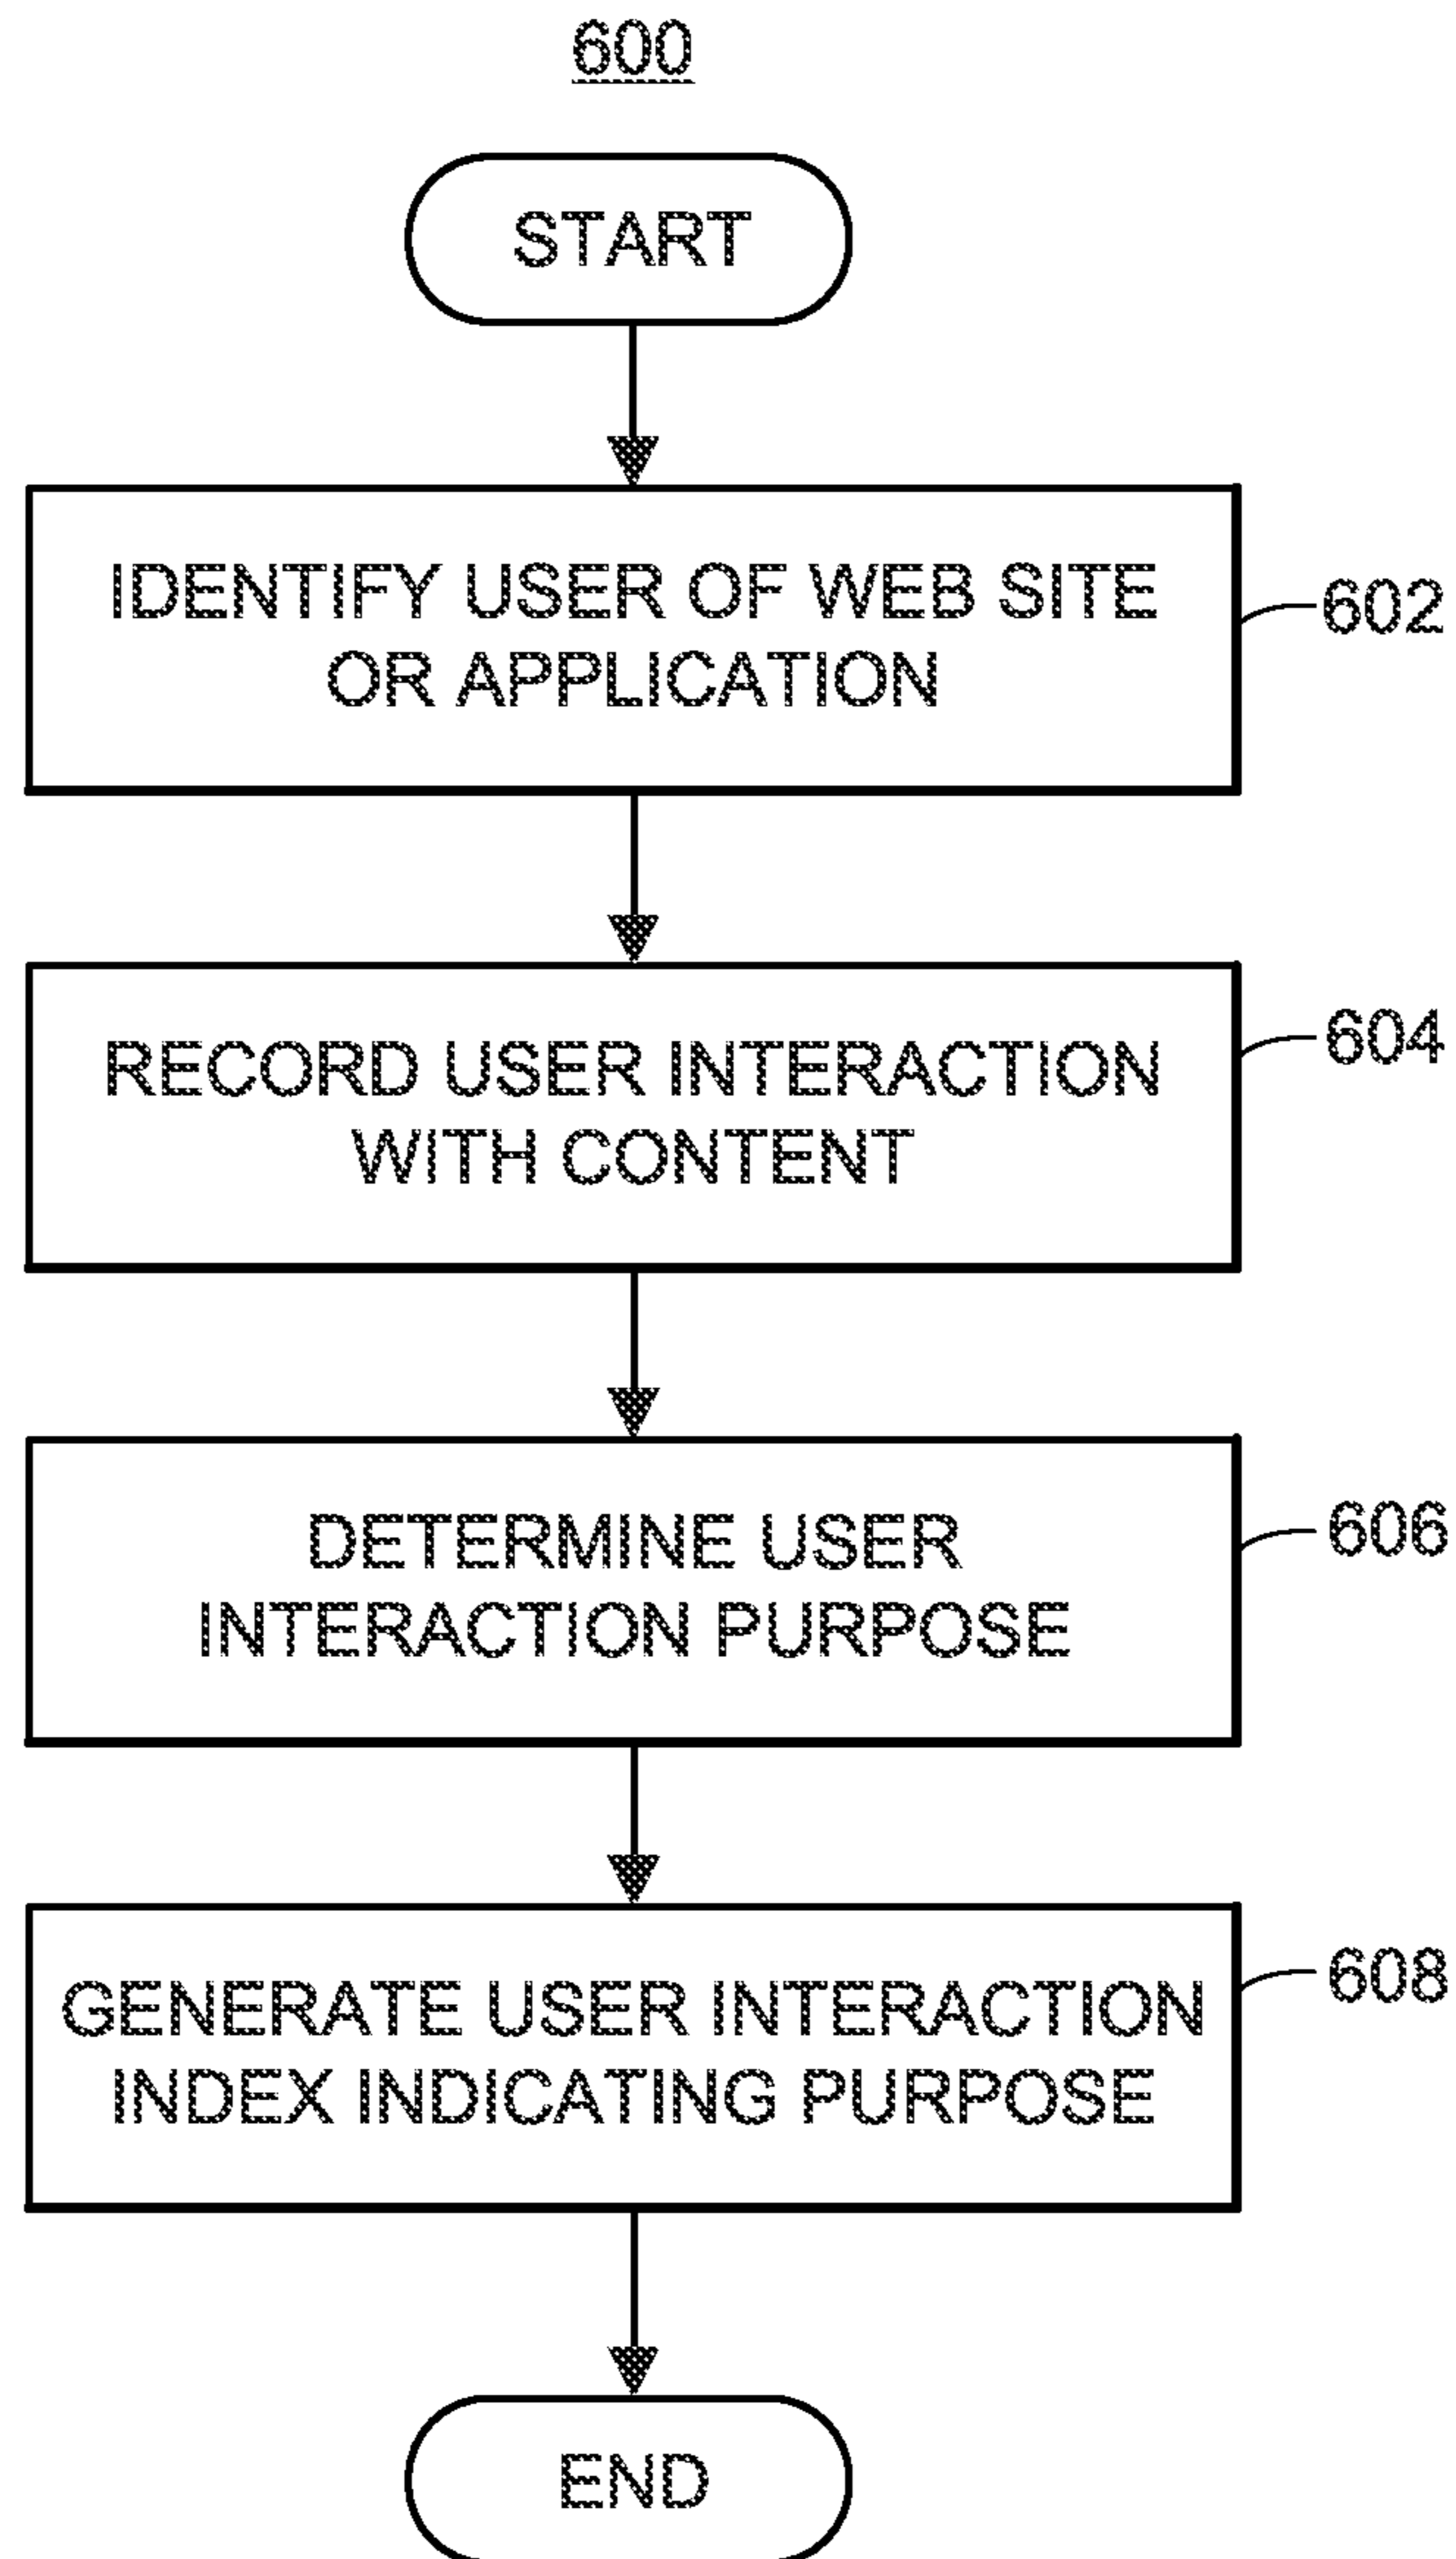 600
START
IDENTIFY USER OF WEB SITE
OR APPLICATION
602
RECORD USER INTERACTION
WITH CONTENT
604
DETERMINE USER
INTERACTION PURPOSE
606
GENERATE USER INTERACTION
INDEX INDICATING PURPOSE
608
END